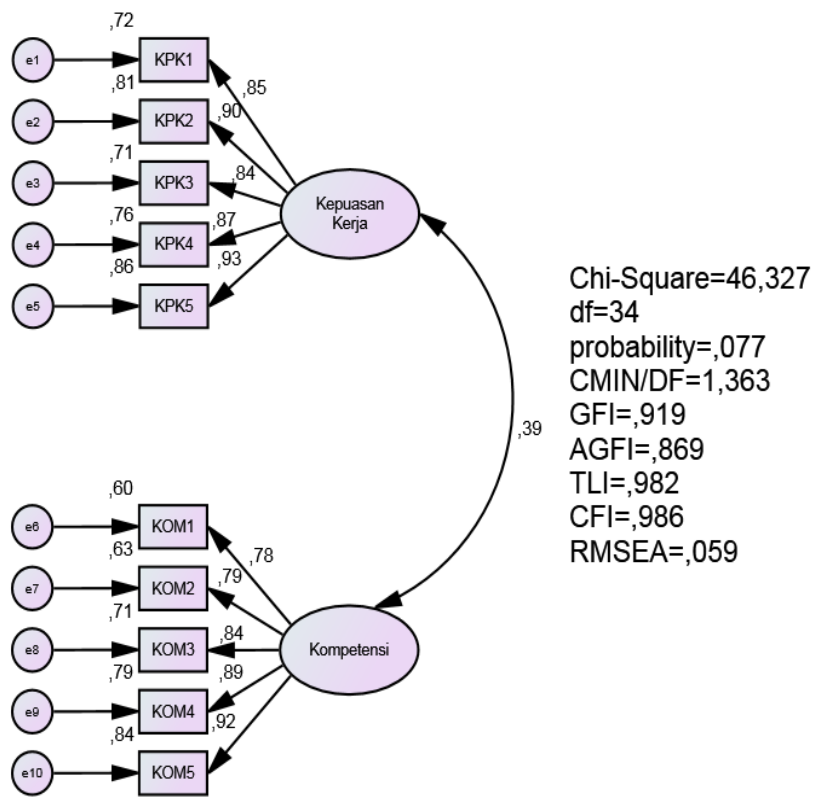 ,72
e1
KPK1
,85
,81
e2
KPK2
,90
,71
e3
KPK3
,84
,76
e4
KPK4
,87
,86
e5
KPK5
,93
Kepuasan
Kerja
,39
Chi-Square=46,327
df=34
probability=,077
CMIN/DF=1,363
GFI=,919
AGFI=,869
TLI=,982
CFI=,986
RMSEA=,059
,60
e6
KOM1
,78
,63
e7
KOM2
,79
,71
e8
KOM3
,84
,79
e9
KOM4
,89
,84
e10
KOM5
,92
Kompetensi